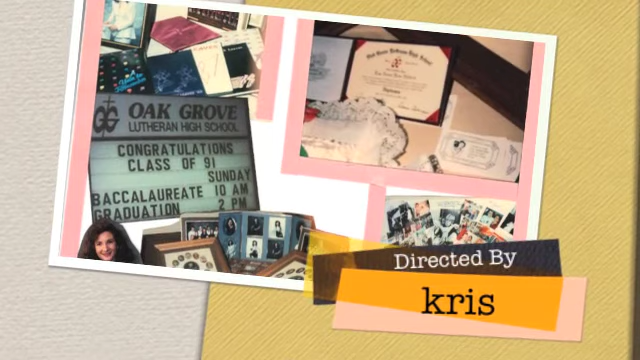 OAK GROVE
LUTHERAN HIGH SCHOOL
CONGRATULATIONS
CLASS OF 91
SUNDAY
BACCALAUREATE 10 AM
GRADUATION 2 PM
Directed By
kris